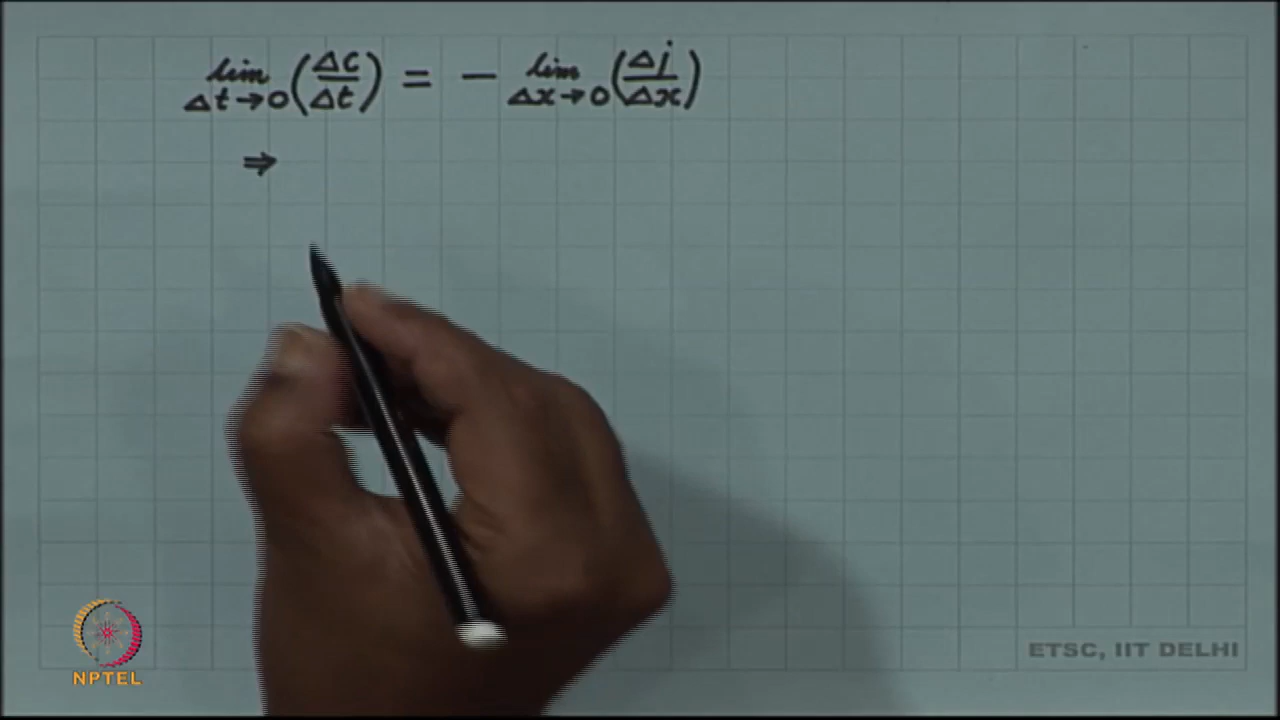 lim Δt→0 (Δc/Δt) = − lim Δx→0 (Δj/Δx)
⇒
NPTEL
ETSC, IIT DELHI